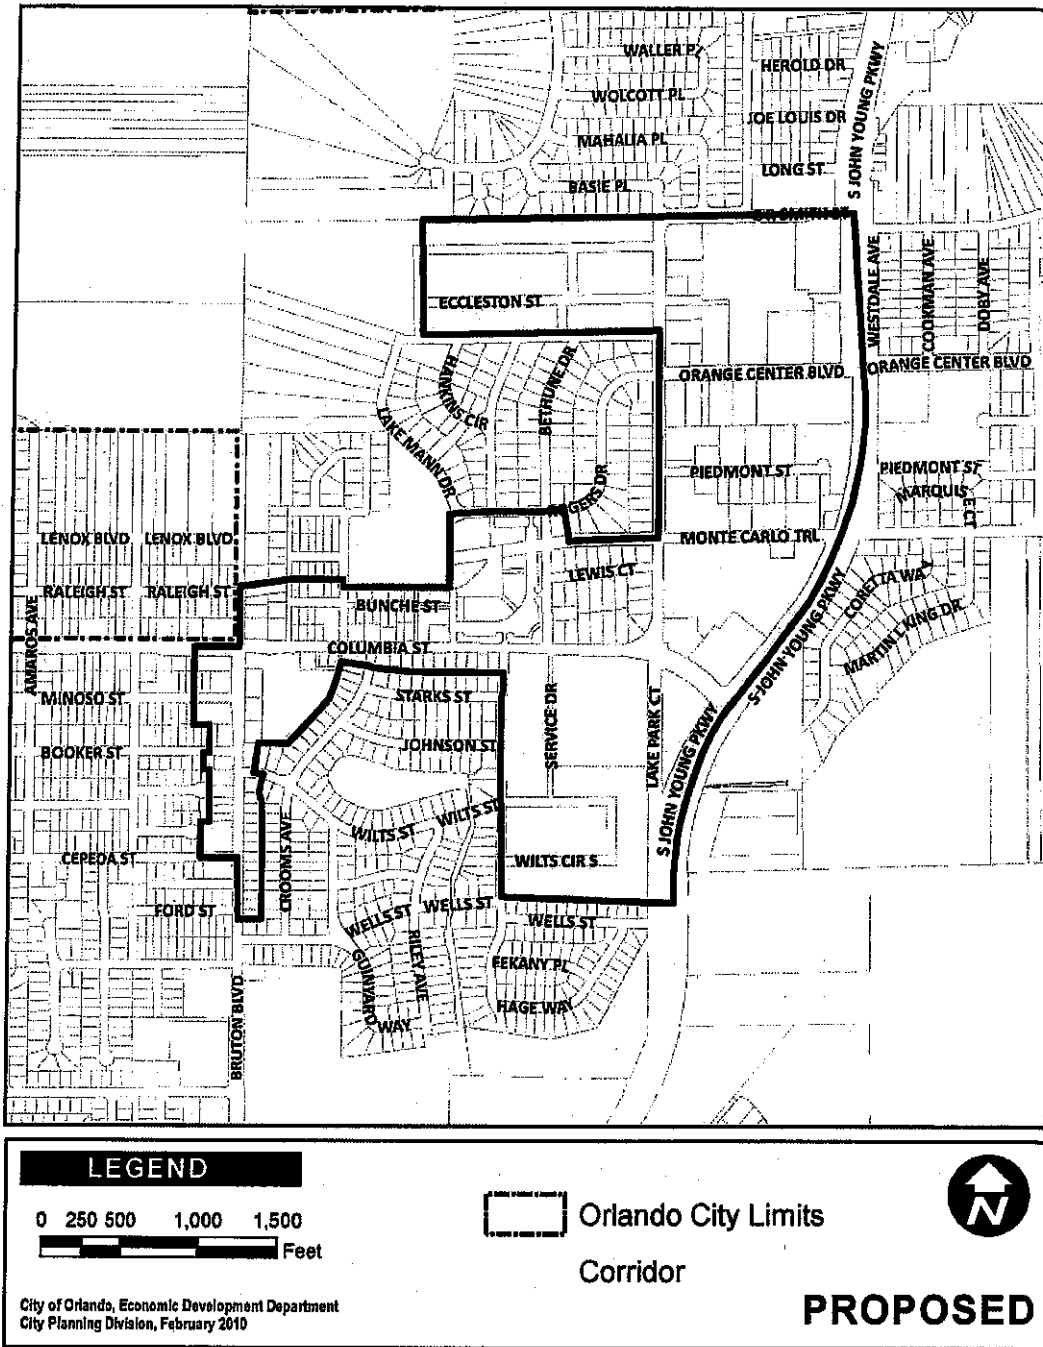 WALLER PL
HEROLD DR
WOLCOTT PL
S JOHN YOUNG PKWY
JOE LOUIS DR
MAHALIA PL
LONG ST
BASIE PL
WESTDALE AVE
COOKMAN AVE
DOBY AVE
ECCLESTON ST
HANKINS CIR
BETHUNE DR
ORANGE CENTER BLVD
ORANGE CENTER BLVD
LAKE MANN DR
PIEDMONT ST
PIEDMONT ST
MARQUIS
E CT
ROGERS DR
LENOX BLVD
LENOX BLVD
MONTE CARLO TRL
LEWIS CT
CORETTA WAY
RALEIGH ST
RALEIGH ST
BUNCHE ST
S JOHN YOUNG PKWY
MARTIN L KING DR
AMAROS AVE
COLUMBIA ST
MINOSO ST
STARKS ST
SERVICE DR
LAKE PARK CT
BOOKER ST
JOHNSON ST
S JOHN YOUNG PKWY
WILTS ST
WILTS ST
CEPEDA ST
CROOMS AVE
WILTS CIR S
FORD ST
WELLS ST
WELLS ST
WELLS ST
GUINYARD
WAY
RILEY AVE
EEKANY PL
HAGE WAY
BRUTON BLVD
LEGEND
0 250 500 1,000 1,500
Feet
Orlando City Limits
Corridor
N
City of Orlando, Economic Development Department
City Planning Division, February 2010
PROPOSED